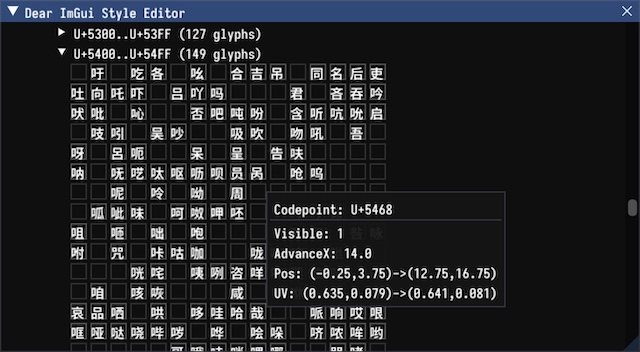 Dear ImGui Style Editor
U+5300..U+53FF (127 glyphs)
U+5400..U+54FF (149 glyphs)
吁 吃各 吆 合吉吊 同名后吏
吐向吒吓 吕吖吗 君 吝吞吟
吠吡 吣 否吧吨吩 含听吭吮启
吱吲 吴吵 吸吹 吻吼 吾
呀 呂呃 呆 呈 告呋
呐 呒呓呔呕呖呗员呙 呛呜
呢 呤 呦 周
呱呲味 呵呶呷呸
咀 咂 咄 咆
咐 咒 咔咕咖 咙
咣咤 咦咧咨咩
咱 咳咴 咸
哀品哂 哄 哆哇哈哉 哌响哎哏
哐哑哒哓哔哕 哗 哙哚 哜哝哞哟
Codepoint: U+5468
Visible: 1
AdvanceX: 14.0
Pos: (-0.25,3.75)->(12.75,16.75)
UV: (0.635,0.079)->(0.641,0.081)